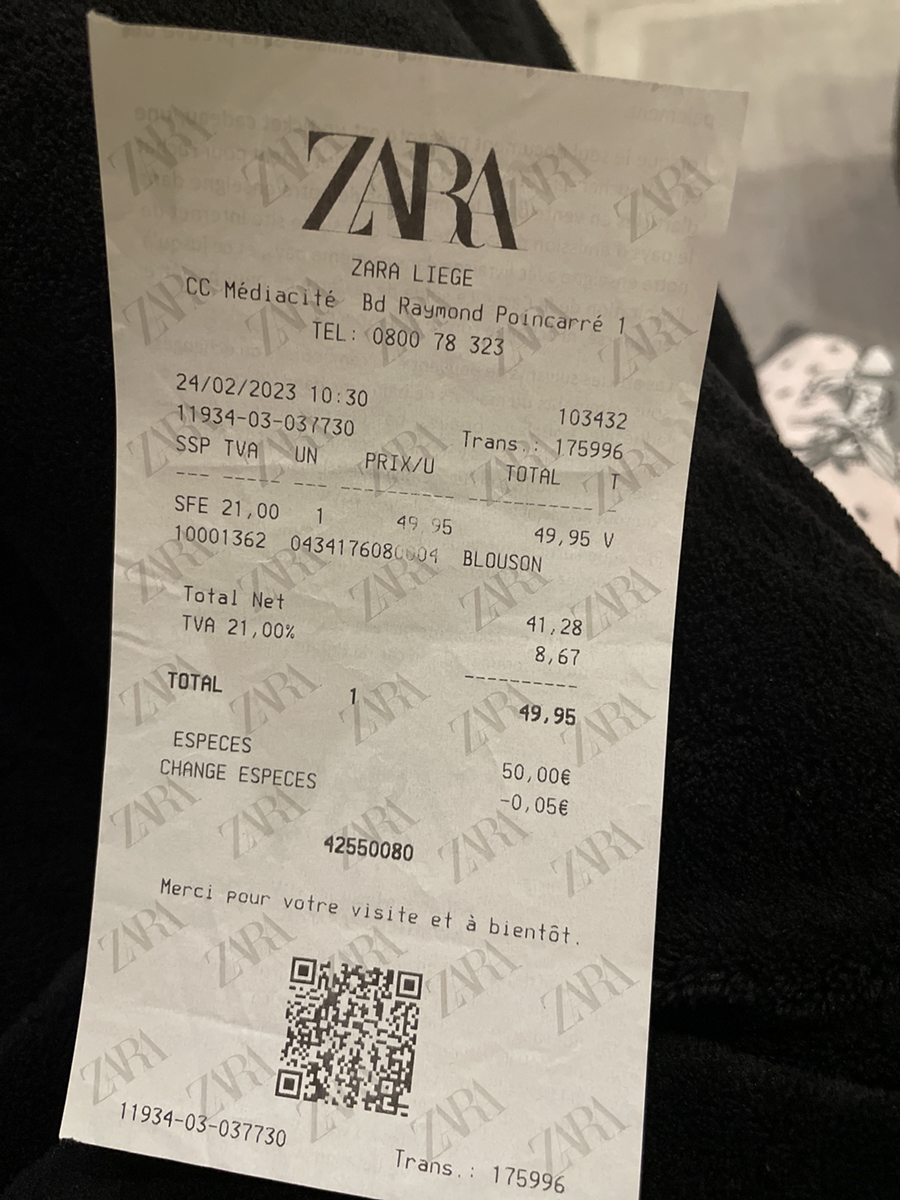 ZARA
ZARA LIEGE
CC Médiacité Bd Raymond Poincarré 1
TEL: 0800 78 323
24/02/2023 10:30 103432
11934-03-037730 Trans.: 175996
SSP TVA UN PRIX/U TOTAL T
SFE 21,00 1 49,95 49,95 V
10001362 BLOUSON
Total Net 41,28
TVA 21,00% 8,67
TOTAL 1 49,95
ESPECES 50,00€
CHANGE ESPECES -0,05€
42550080
Merci pour votre visite et à bientôt.
11934-03-037730
Trans.: 175996